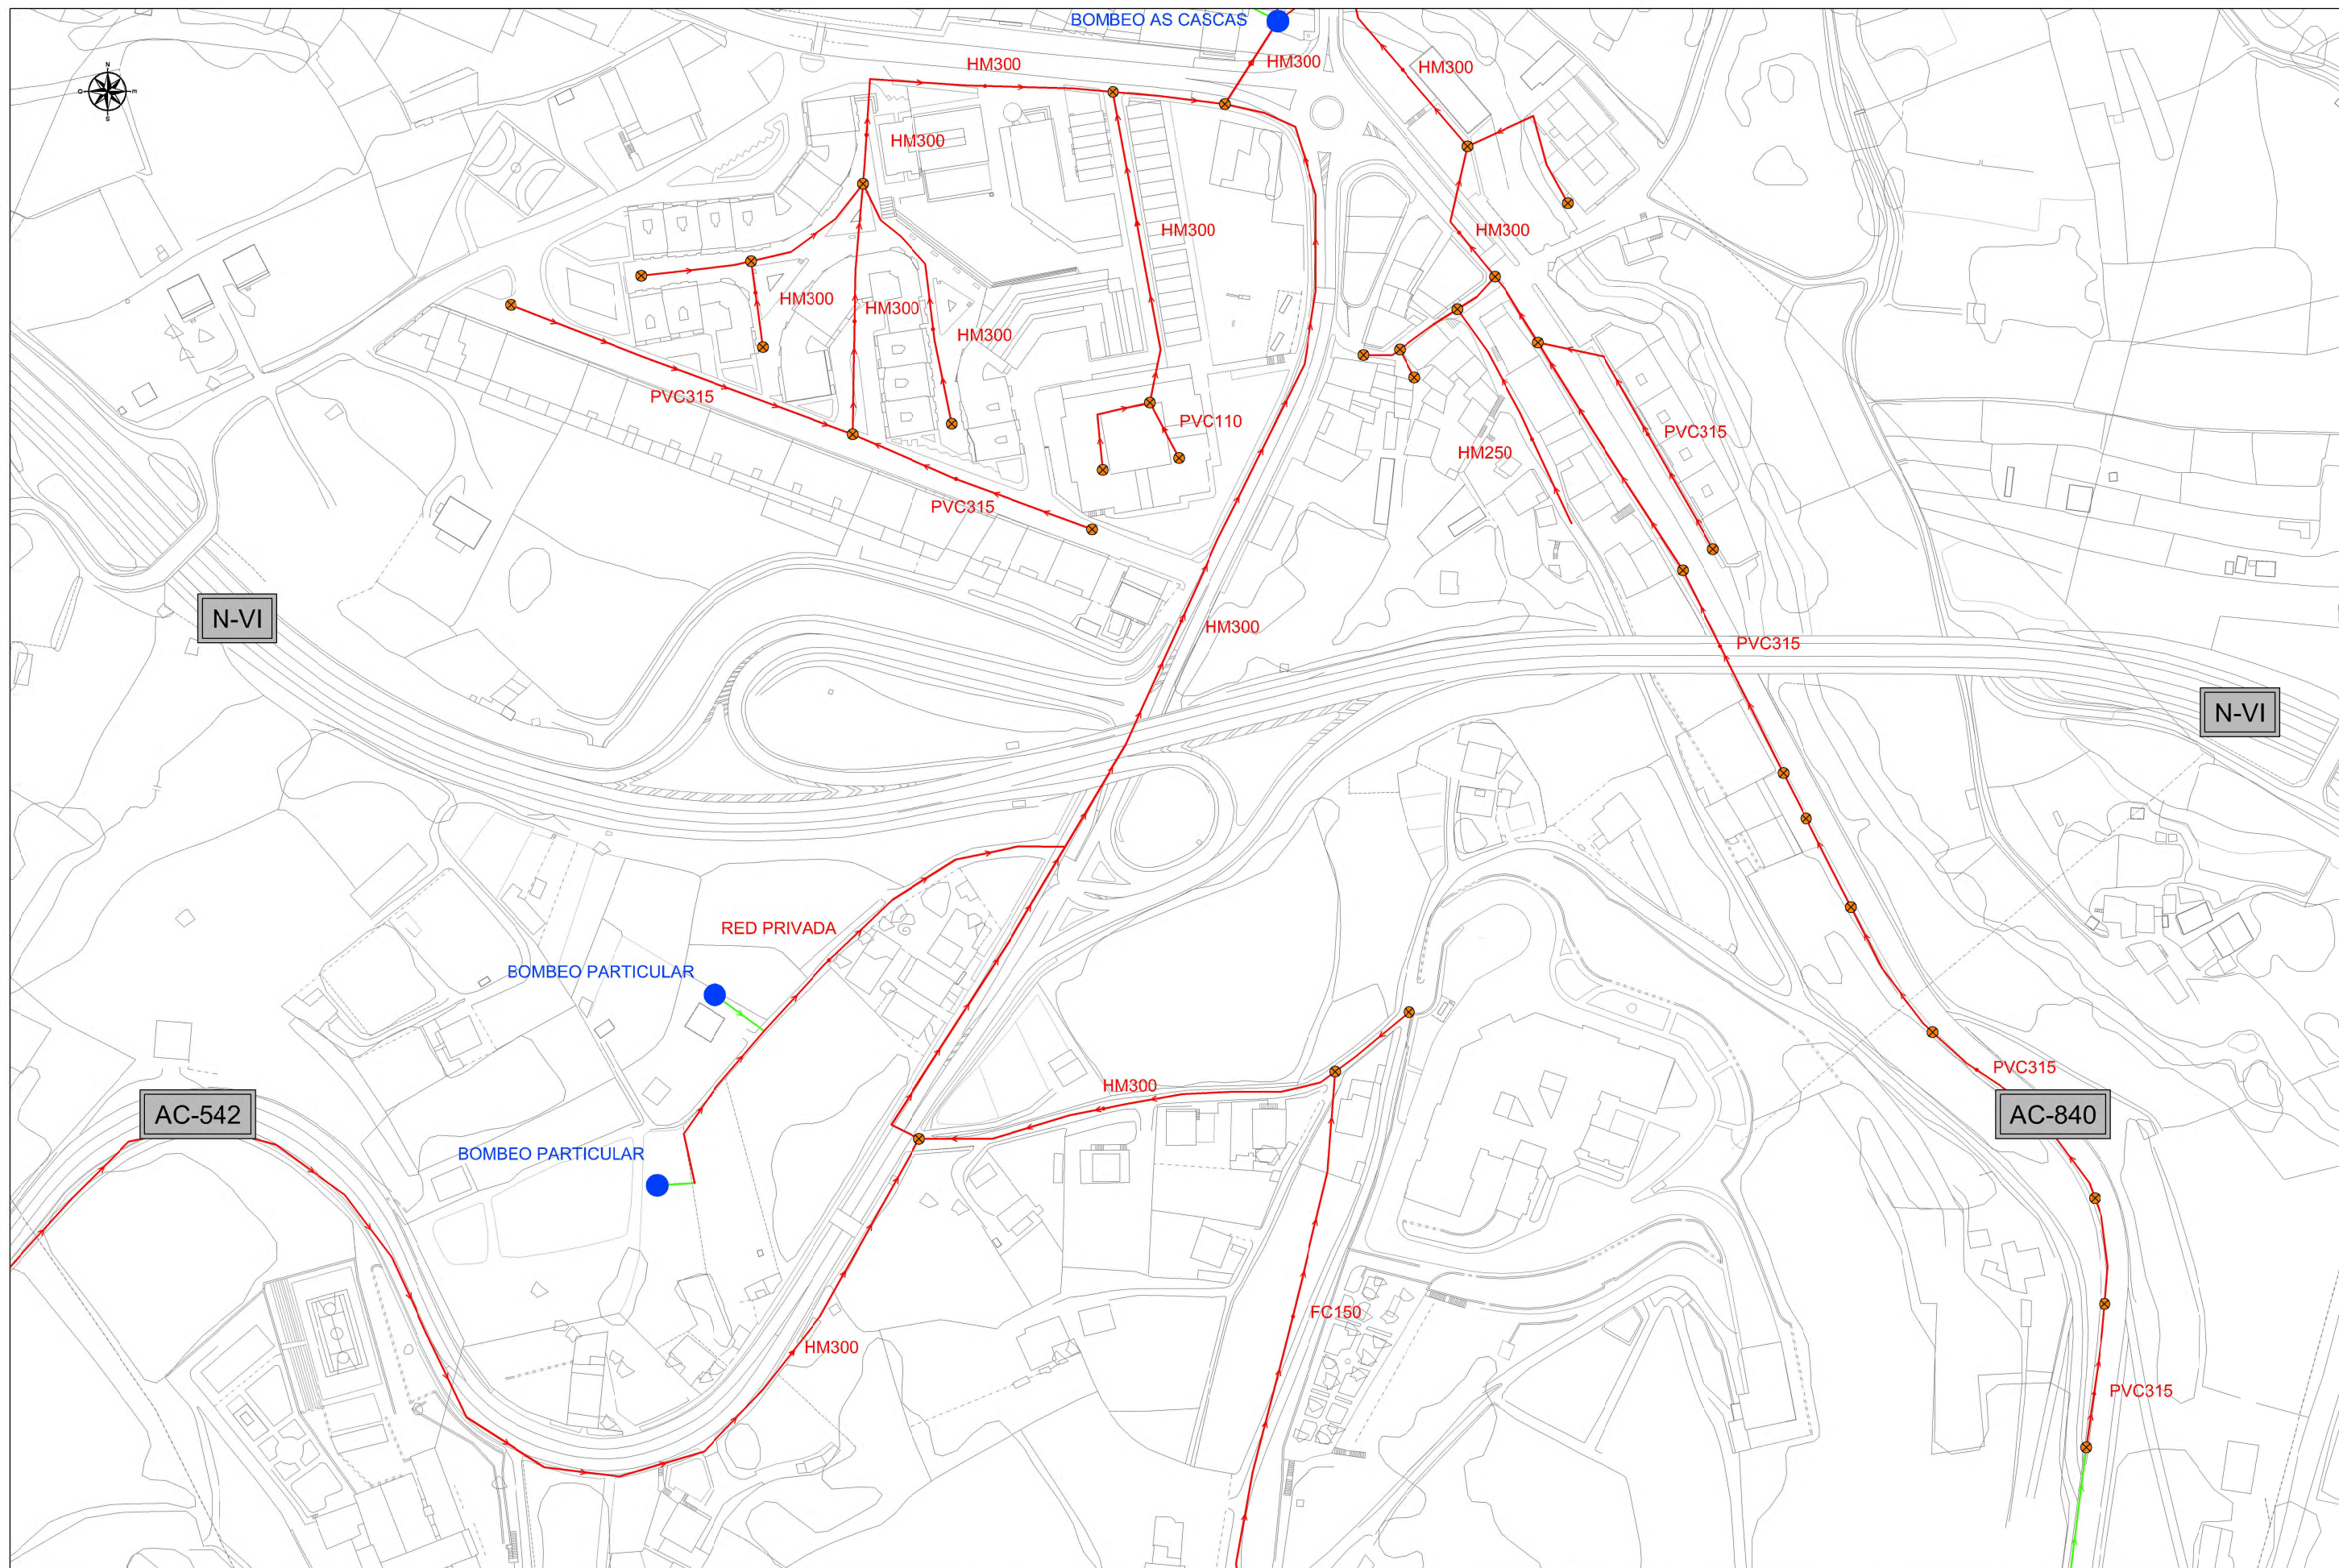 BOMBEO AS CASCAS
HM300
HM300
HM300
N
O
E
S
HM300
HM300
HM300
HM300
HM300
HM300
PVC315
PVC110
PVC315
HM250
PVC315
N-VI
HM300
PVC315
N-VI
RED PRIVADA
BOMBEO PARTICULAR
PVC315
HM300
AC-542
AC-840
BOMBEO PARTICULAR
FC150
HM300
PVC315